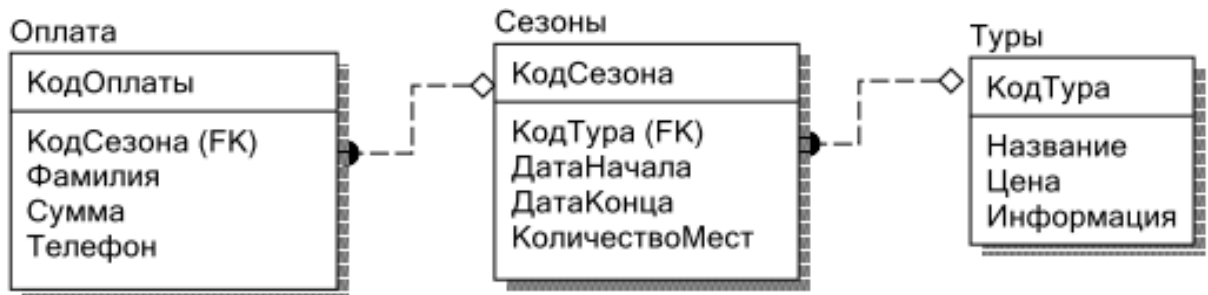 Оплата
КодОплаты
КодСезона (FK)
Фамилия
Сумма
Телефон
Сезоны
КодСезона
КодТура (FK)
ДатаНачала
ДатаКонца
КоличествоМест
Туры
КодТура
Название
Цена
Информация